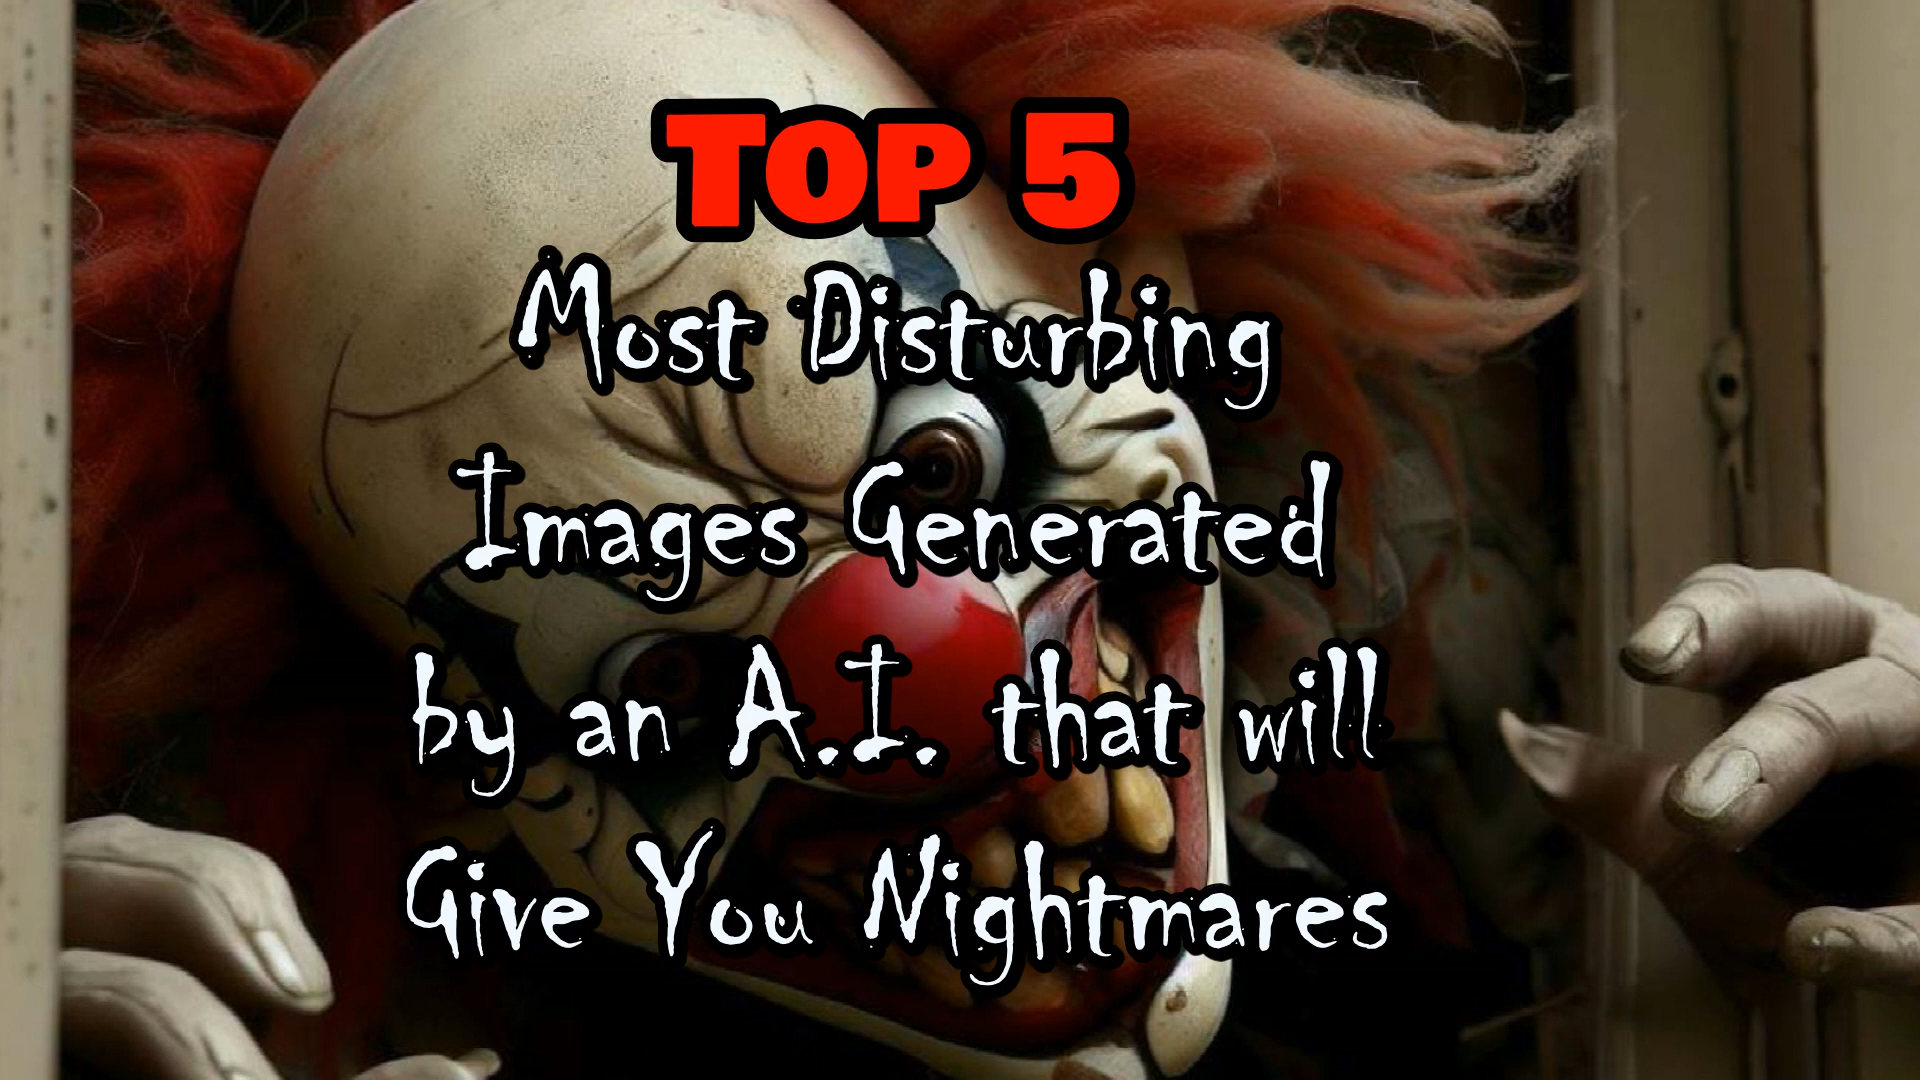 TOP 5
Most Disturbing
Images Generated
by an A.I. that will
Give You Nightmares